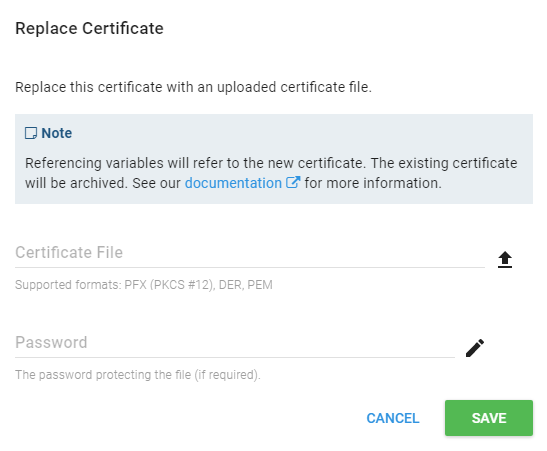 Replace Certificate
Replace this certificate with an uploaded certificate file.
Note
Referencing variables will refer to the new certificate. The existing certificate
will be archived. See our documentation for more information.
Certificate File
Supported formats: PFX (PKCS #12), DER, PEM
Password
The password protecting the file (if required).
CANCEL SAVE